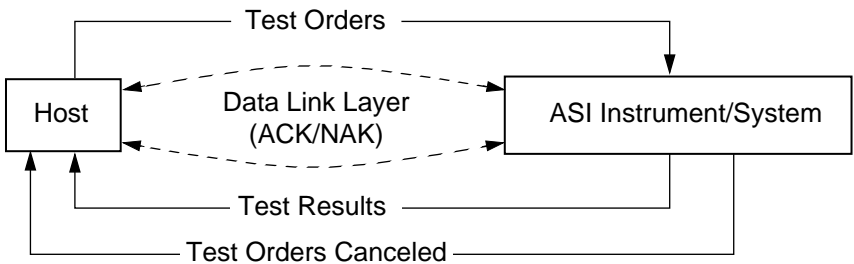 Test Orders
Host
Data Link Layer
(ACK/NAK)
ASI Instrument/System
Test Results
Test Orders Canceled